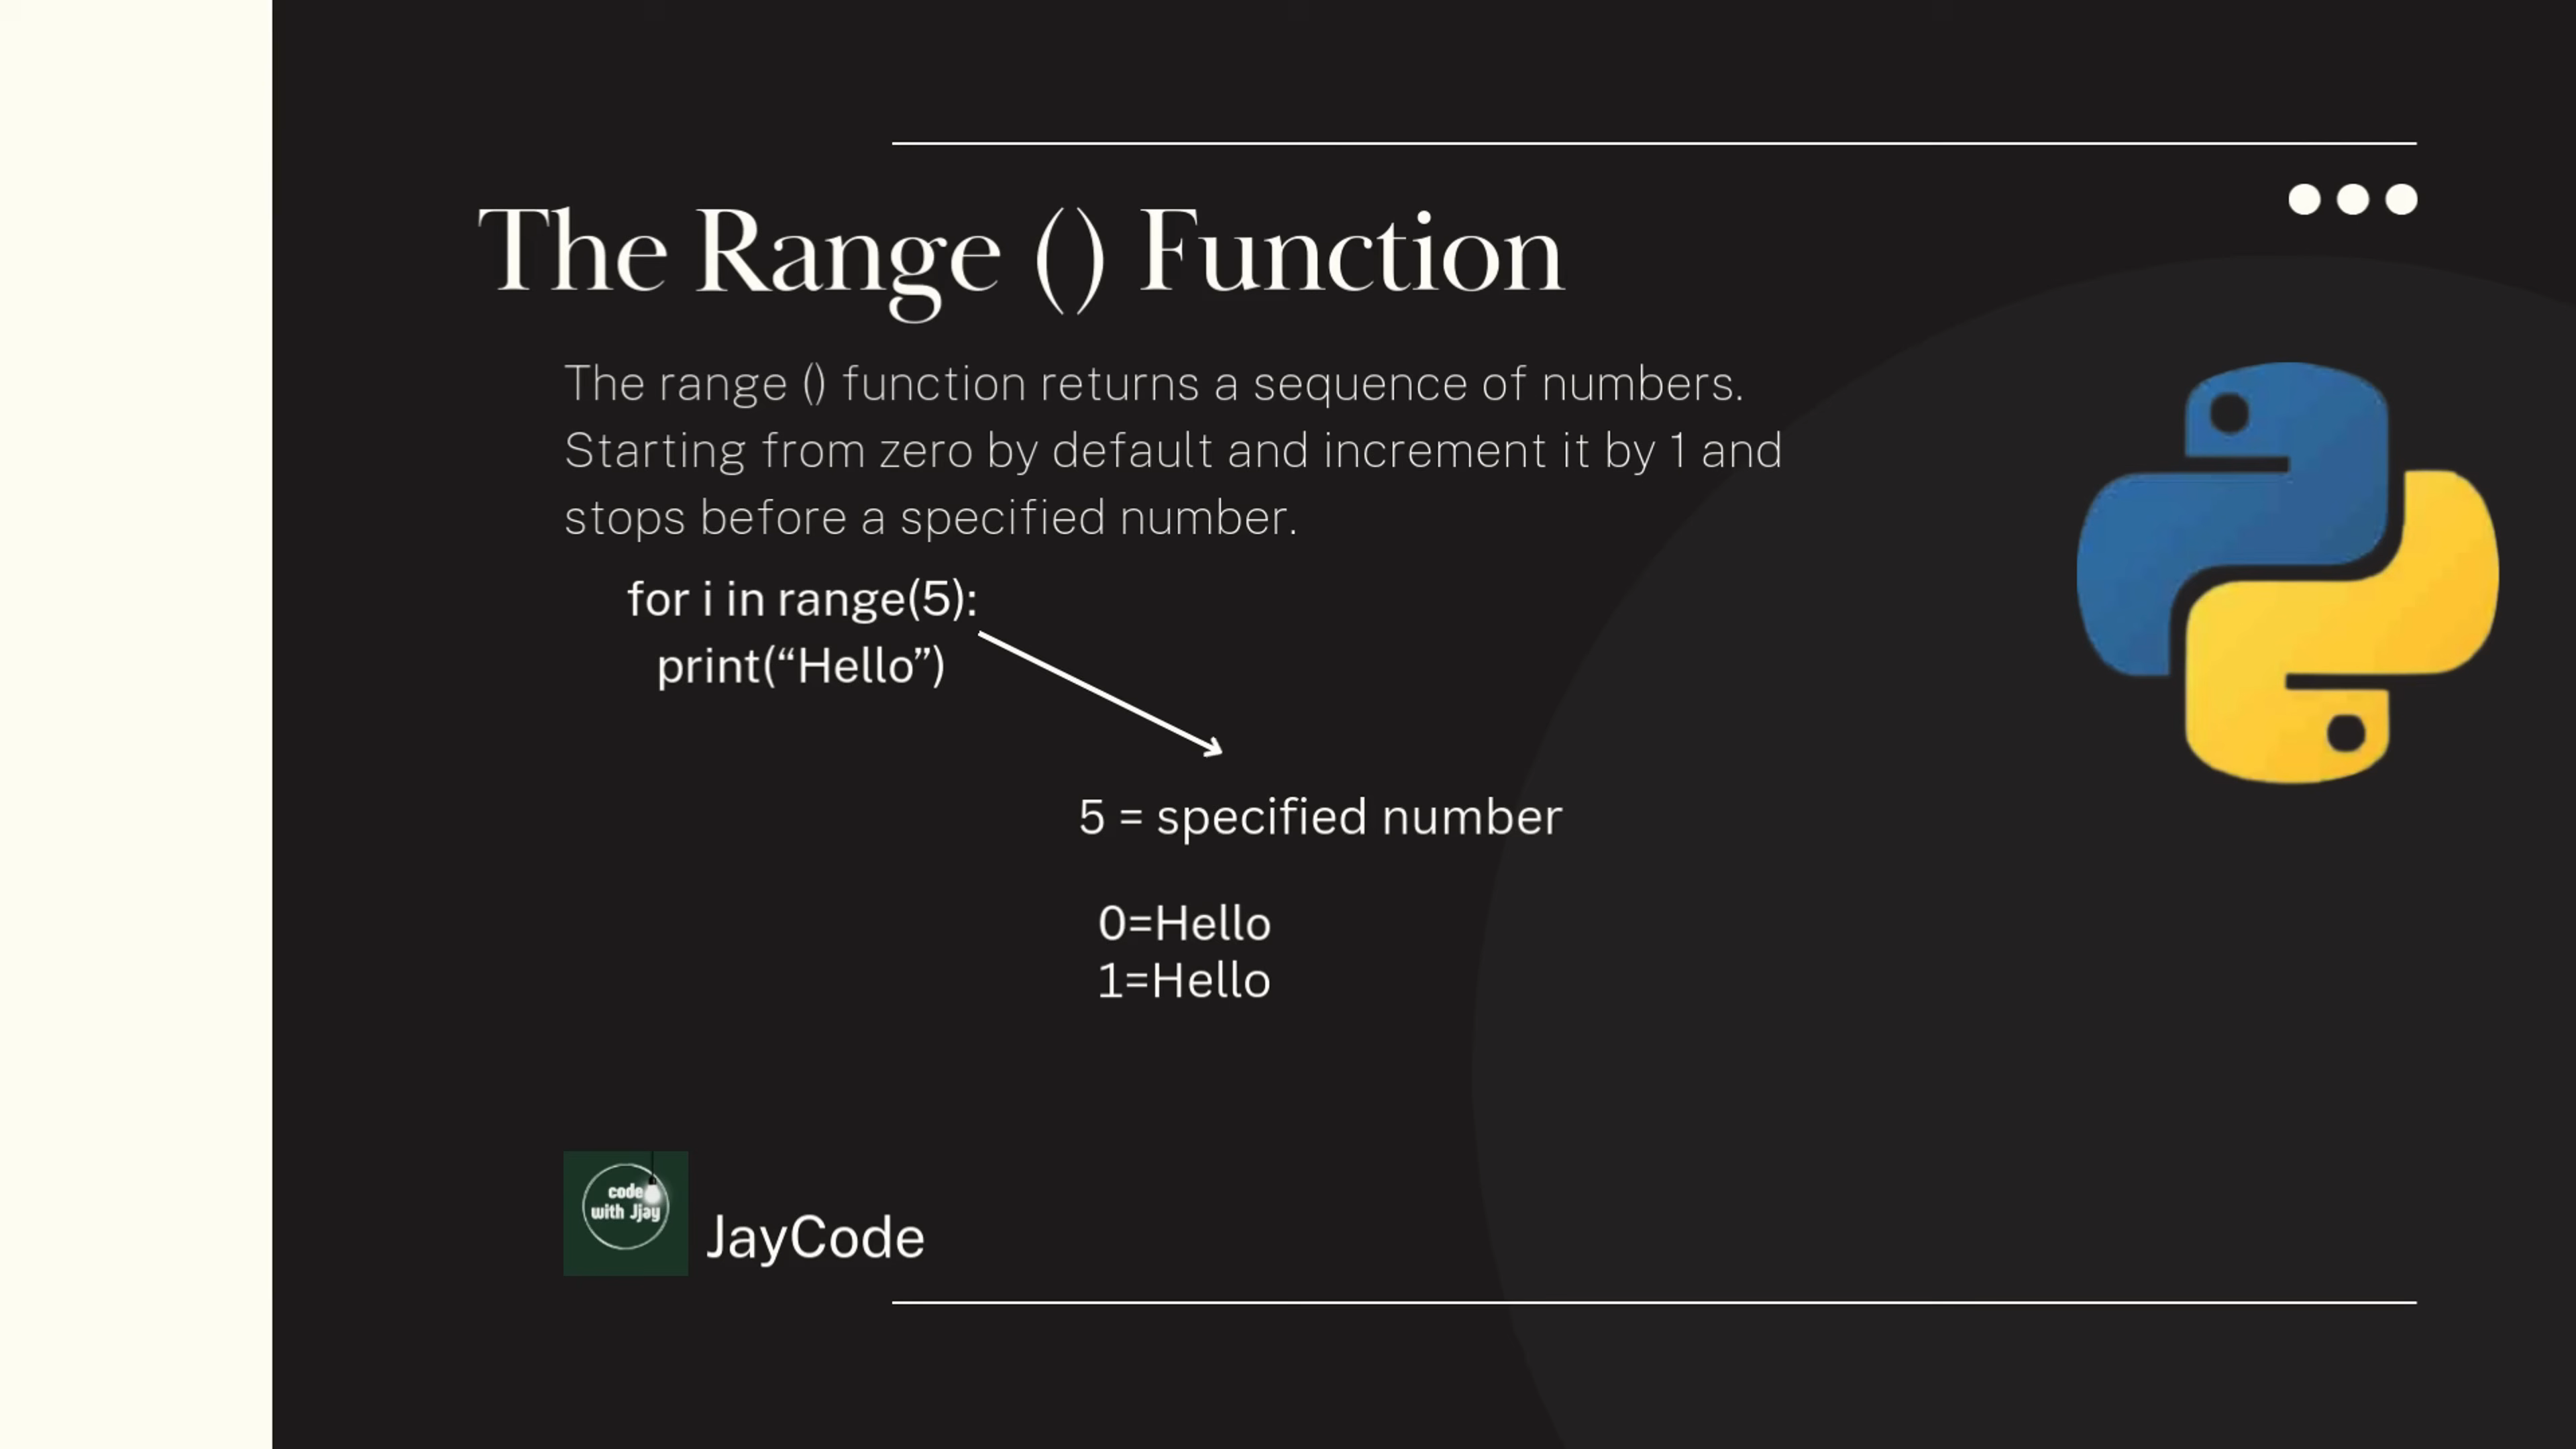 The Range () Function
The range () function returns a sequence of numbers.
Starting from zero by default and increment it by 1 and
stops before a specified number.
for i in range(5):
print(“Hello”)
5 = specified number
0=Hello
1=Hello
code
with Jjay
JayCode